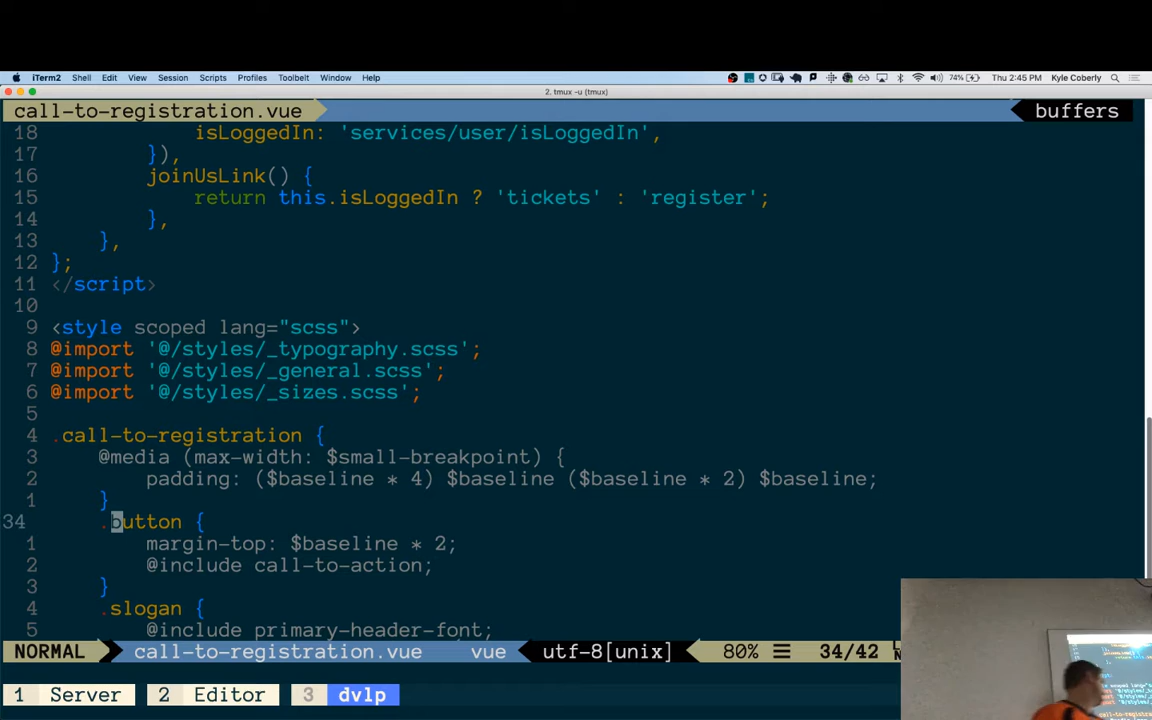 iTerm2 Shell Edit View Session Scripts Profiles Toolbelt Window Help 74% Thu 2:45 PM Kyle Coberly
2. tmux -u (tmux)
call-to-registration.vue buffers
18 isLoggedIn: 'services/user/isLoggedIn',
17 }),
16 joinUsLink() {
15 return this.isLoggedIn ? 'tickets' : 'register';
14 },
13 },
12 };
11 </script>
10
9 <style scoped lang="scss">
8 @import '@/styles/_typography.scss';
7 @import '@/styles/_general.scss';
6 @import '@/styles/_sizes.scss';
5
4 .call-to-registration {
3 @media (max-width: $small-breakpoint) {
2 padding: ($baseline * 4) $baseline ($baseline * 2) $baseline;
1 }
34 .button {
1 margin-top: $baseline * 2;
2 @include call-to-action;
3 }
4 .slogan {
5 @include primary-header-font;
NORMAL call-to-registration.vue vue utf-8[unix] 80% ☰ 34/42
1 Server 2 Editor 3 dvlp